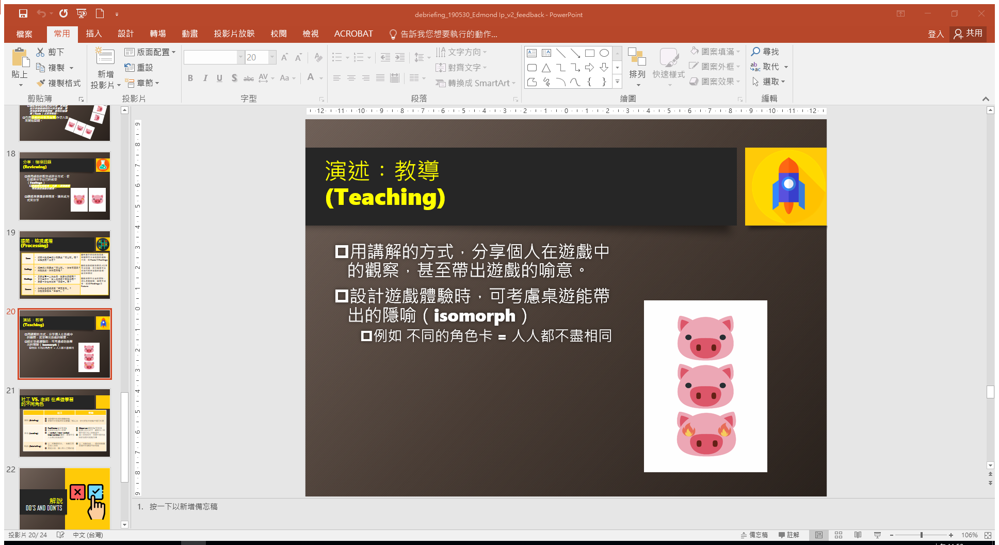 debriefing_190530_Edmond Ip_v2_feedback - PowerPoint
檔案 常用 插入 設計 轉場 動畫 投影片放映 校閱 檢視 ACROBAT 告訴我您想要執行的動作... 登入 共用
貼上
剪下
複製
複製格式
剪貼簿
新增
投影片
版面配置
重設
章節
投影片
20
B I U S abc AV Aa A
字型
文字方向
對齊文字
轉換成 SmartArt
段落
排列
快速樣式
圖案填滿
圖案外框
圖案效果
繪圖
尋找
取代
選取
編輯
18
分享：積極回顧
(Reviewing)
19
提問：檢視處理
(Processing)
20
演述：教導
(Teaching)
21
社工 VS. 老師 在桌遊學習
的不同角色
22
解說
DO'S AND DON'TS
演述：教導
(Teaching)
用講解的方式，分享個人在遊戲中
的觀察，甚至帶出遊戲的喻意。
設計遊戲體驗時，可考慮桌遊能帶
出的隱喻（isomorph）
例如 不同的角色卡 = 人人都不盡相同
1. 按一下以新增備忘稿
投影片 20/ 24 中文 (台灣) 備忘稿 註解 106%